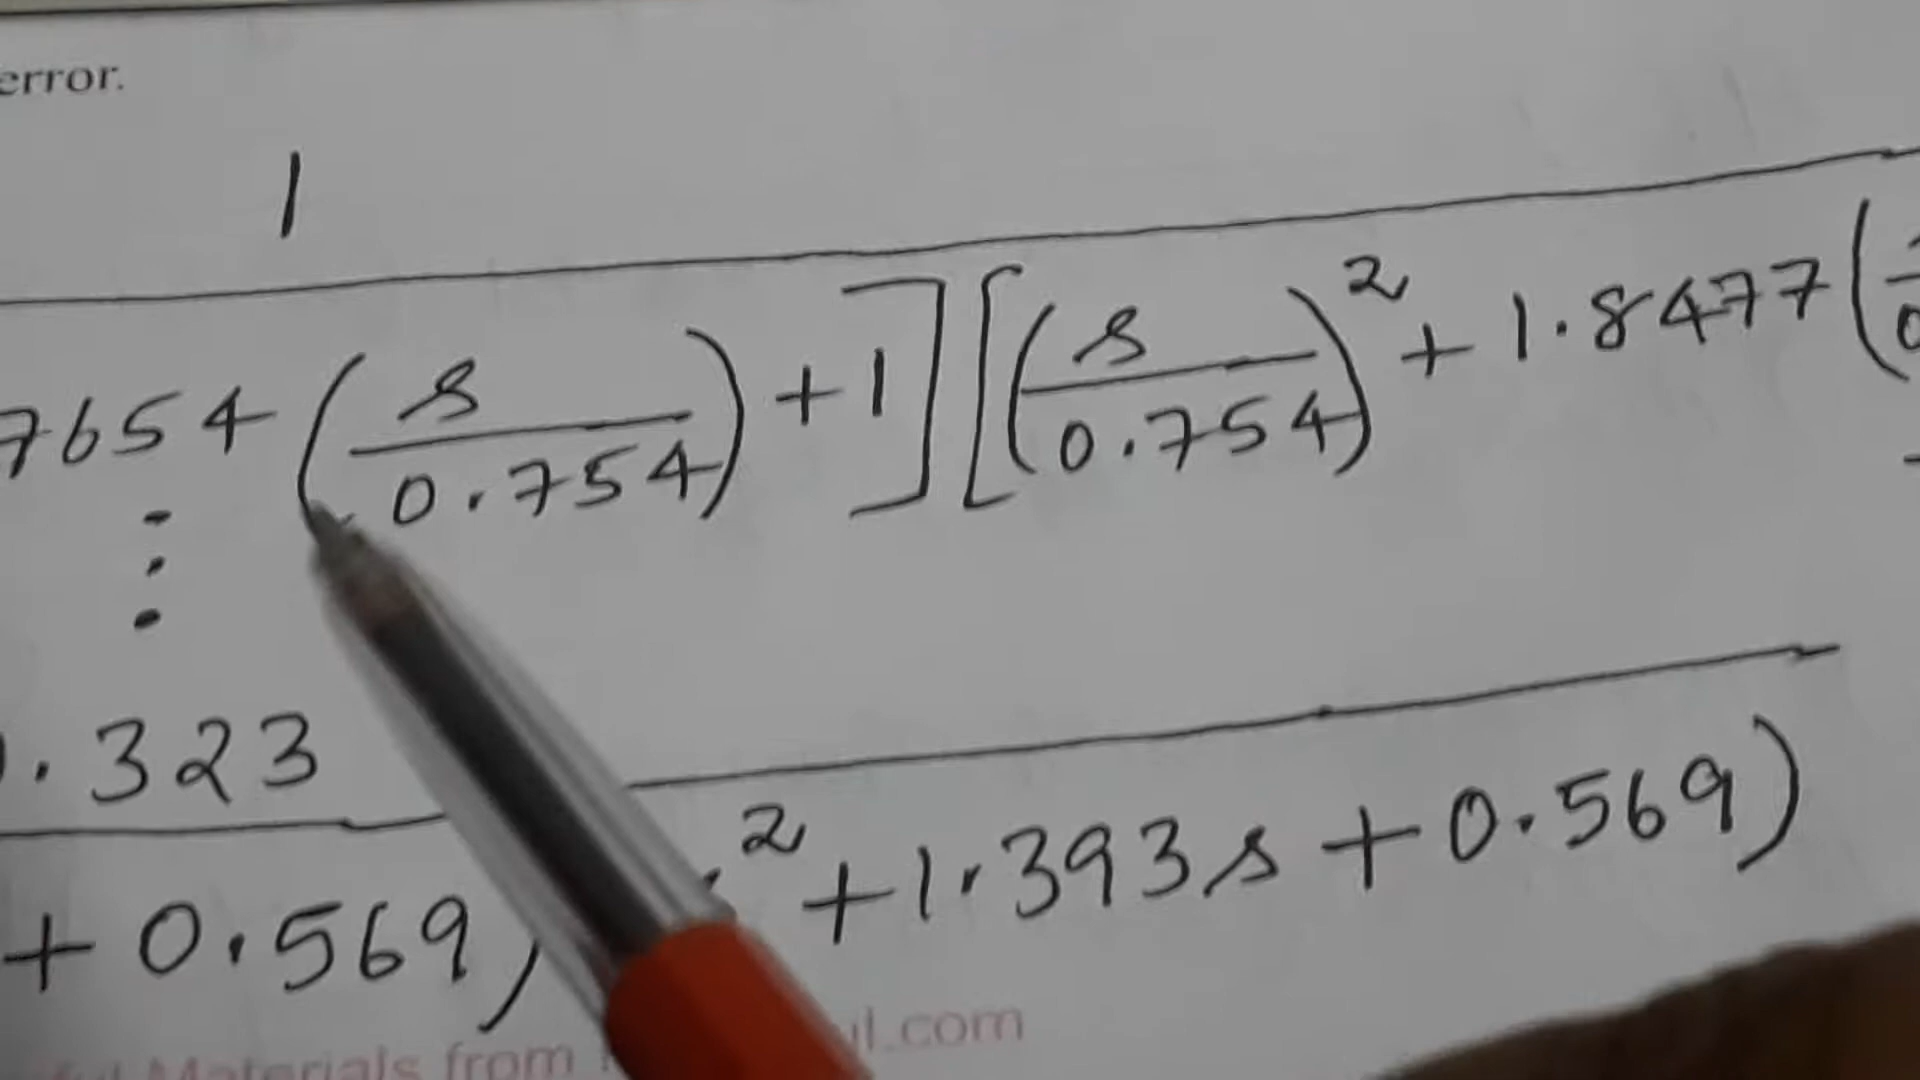 error.
1
7654 (s/0.754) + 1] [(s/0.754)² + 1.8477 (
⋮
.323
+ 0.569) ² + 1.393s + 0.569)
Materials from